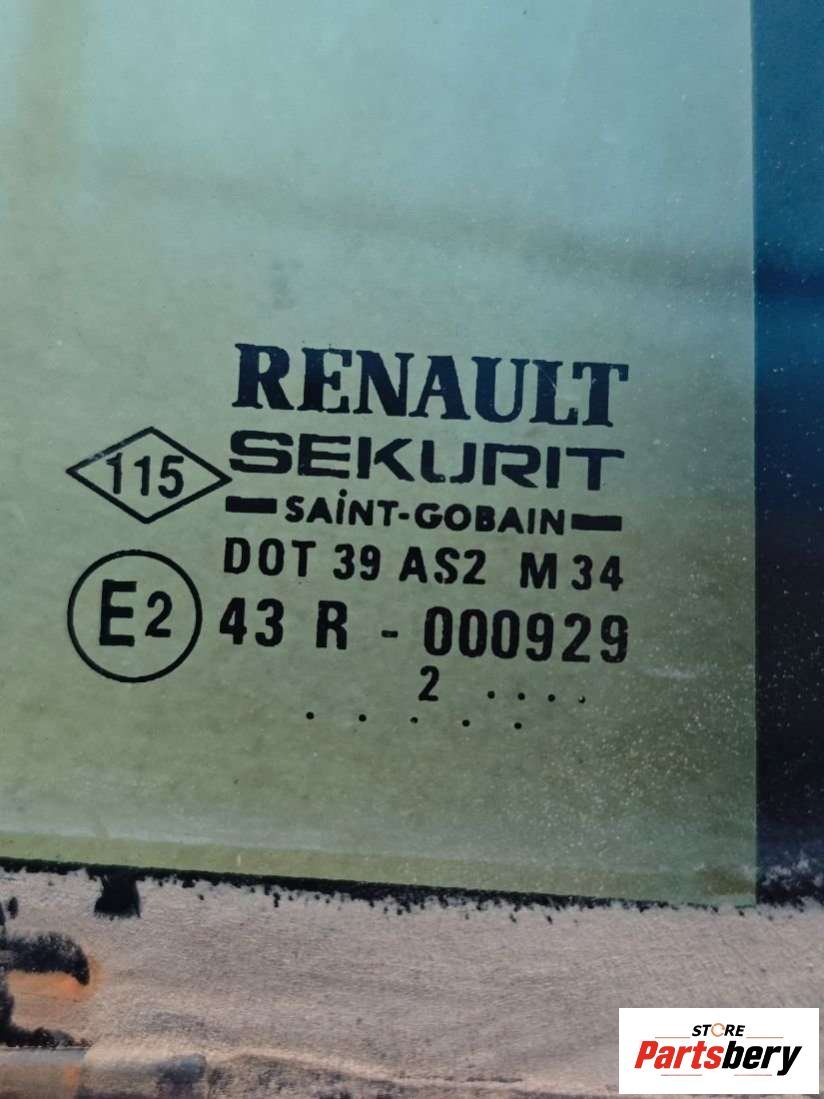 RENAULT
115
SEKURIT
SAiNT-GOBAIN
DOT 39 AS2 M 34
E2
43 R - 000929
2 ....
.....
STORE
Partsbery